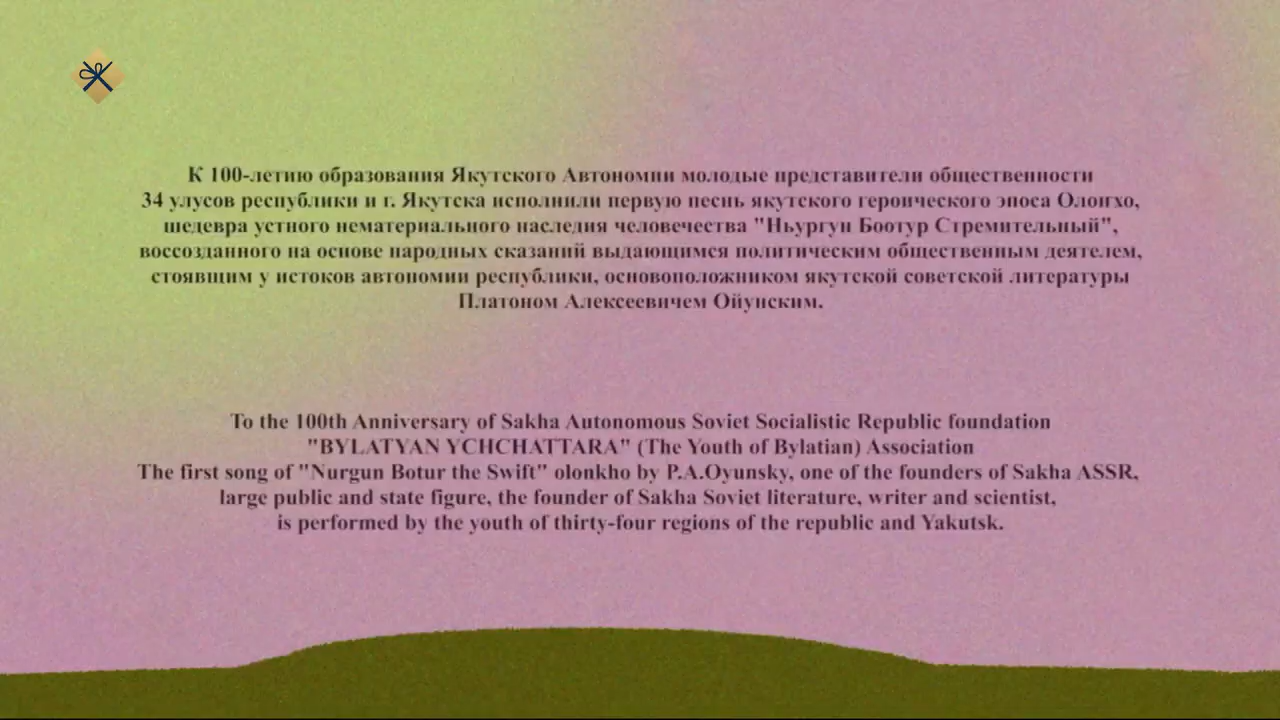 К 100-летию образования Якутского Автономии молодые представители общественности
34 улусов республики и г. Якутска исполнили первую песнь якутского героического эпоса Олонхо,
шедевра устного нематериального наследия человечества "Ньургун Боотур Стремительный",
воссозданного на основе народных сказаний выдающимся политическим общественным деятелем,
стоявшим у истоков автономии республики, основоположником якутской советской литературы
Платоном Алексеевичем Ойунским.
To the 100th Anniversary of Sakha Autonomous Soviet Socialistic Republic foundation
"BYLATYAN YCHCHATTARA" (The Youth of Bylatian) Association
The first song of "Nurgun Botur the Swift" olonkho by P.A.Oyunsky, one of the founders of Sakha ASSR,
large public and state figure, the founder of Sakha Soviet literature, writer and scientist,
is performed by the youth of thirty-four regions of the republic and Yakutsk.